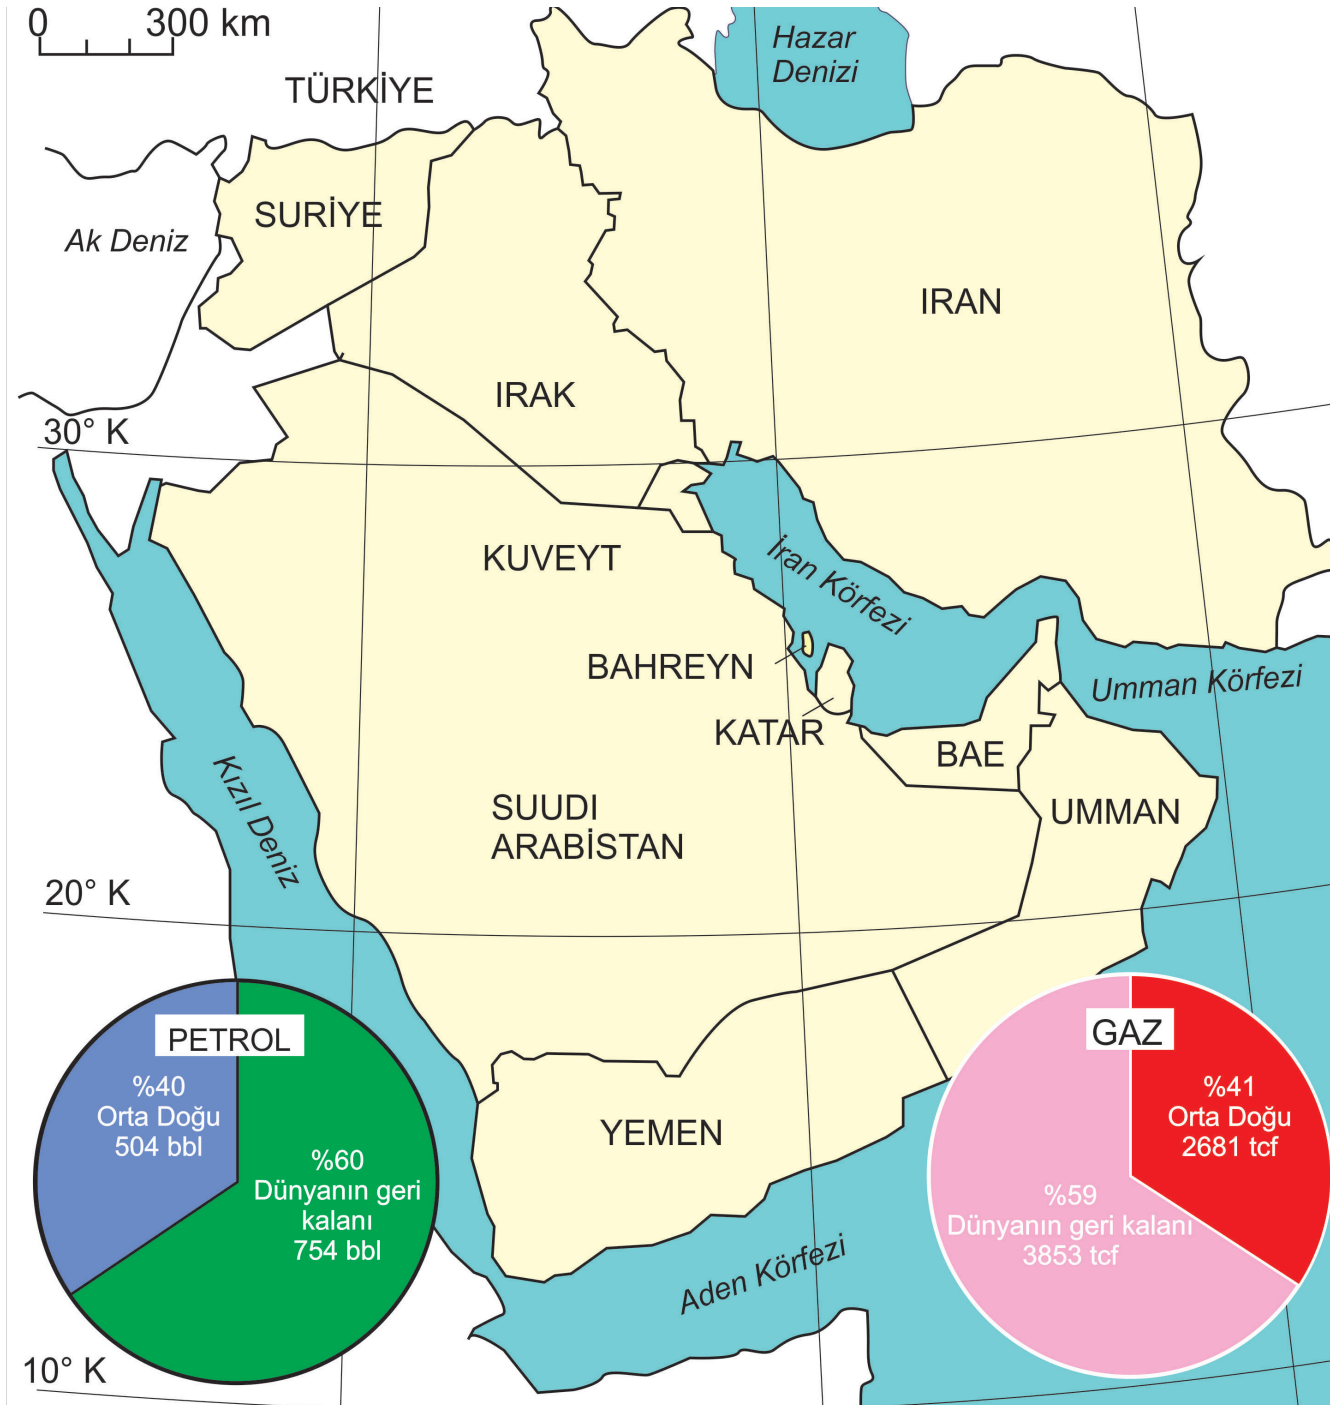 0 300 km
Hazar
Denizi
TÜRKİYE
SURİYE
Ak Deniz
IRAN
IRAK
30° K
KUVEYT
İran Körfezi
BAHREYN
Umman Körfezi
KATAR
BAE
Kızıl Deniz
SUUDI
ARABİSTAN
UMMAN
20° K
PETROL
%40
Orta Doğu
504 bbl
%60
Dünyanın geri
kalanı
754 bbl
YEMEN
GAZ
%41
Orta Doğu
2681 tcf
%59
Dünyanın geri kalanı
3853 tcf
Aden Körfezi
10° K